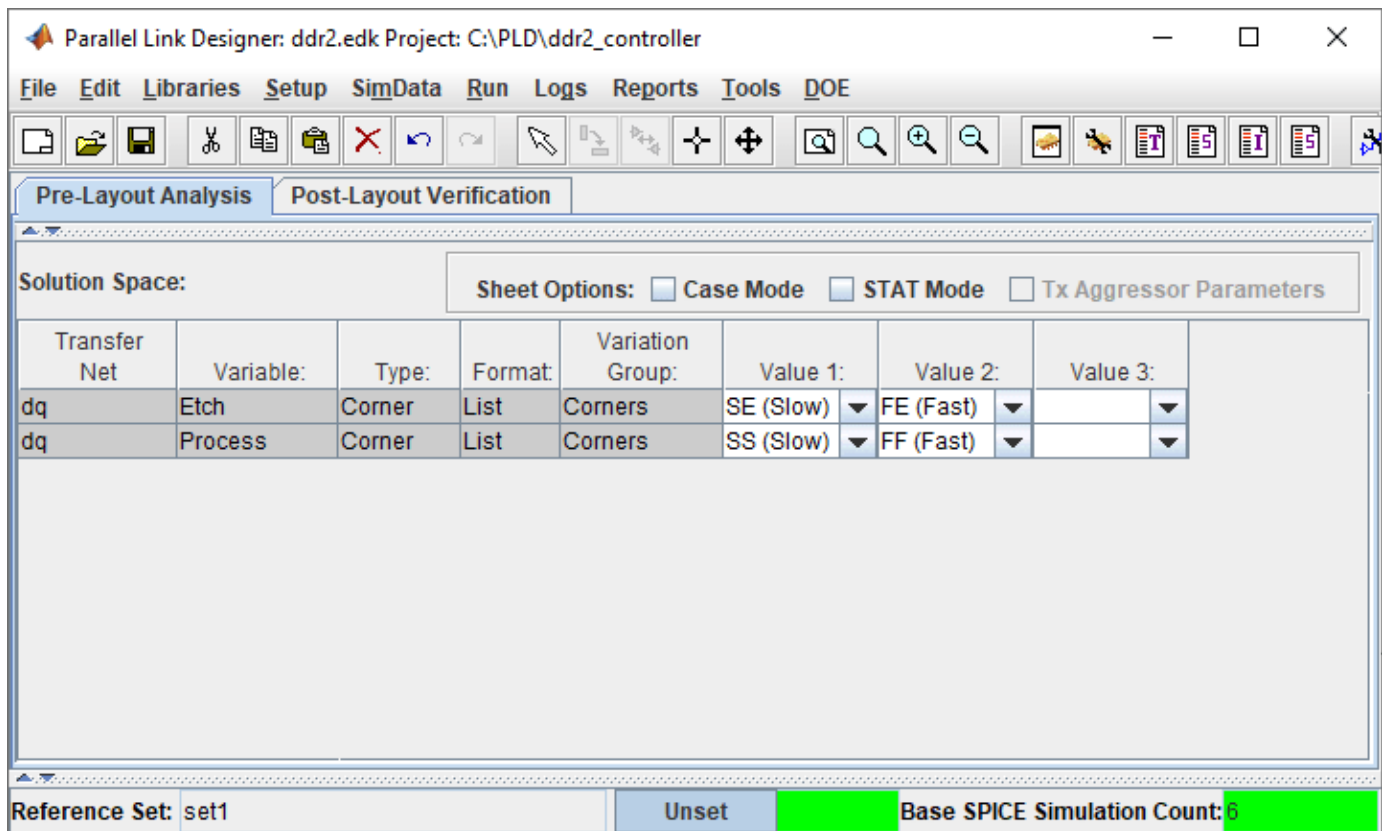 Parallel Link Designer: ddr2.edk Project: C:\PLD\ddr2_controller
File Edit Libraries Setup SimData Run Logs Reports Tools DOE
Pre-Layout Analysis Post-Layout Verification
Solution Space: Sheet Options: Case Mode STAT Mode Tx Aggressor Parameters
Transfer Net Variable: Type: Format: Variation Group: Value 1: Value 2: Value 3:
dq Etch Corner List Corners SE (Slow) FE (Fast)
dq Process Corner List Corners SS (Slow) FF (Fast)
Reference Set: set1 Unset Base SPICE Simulation Count: 6